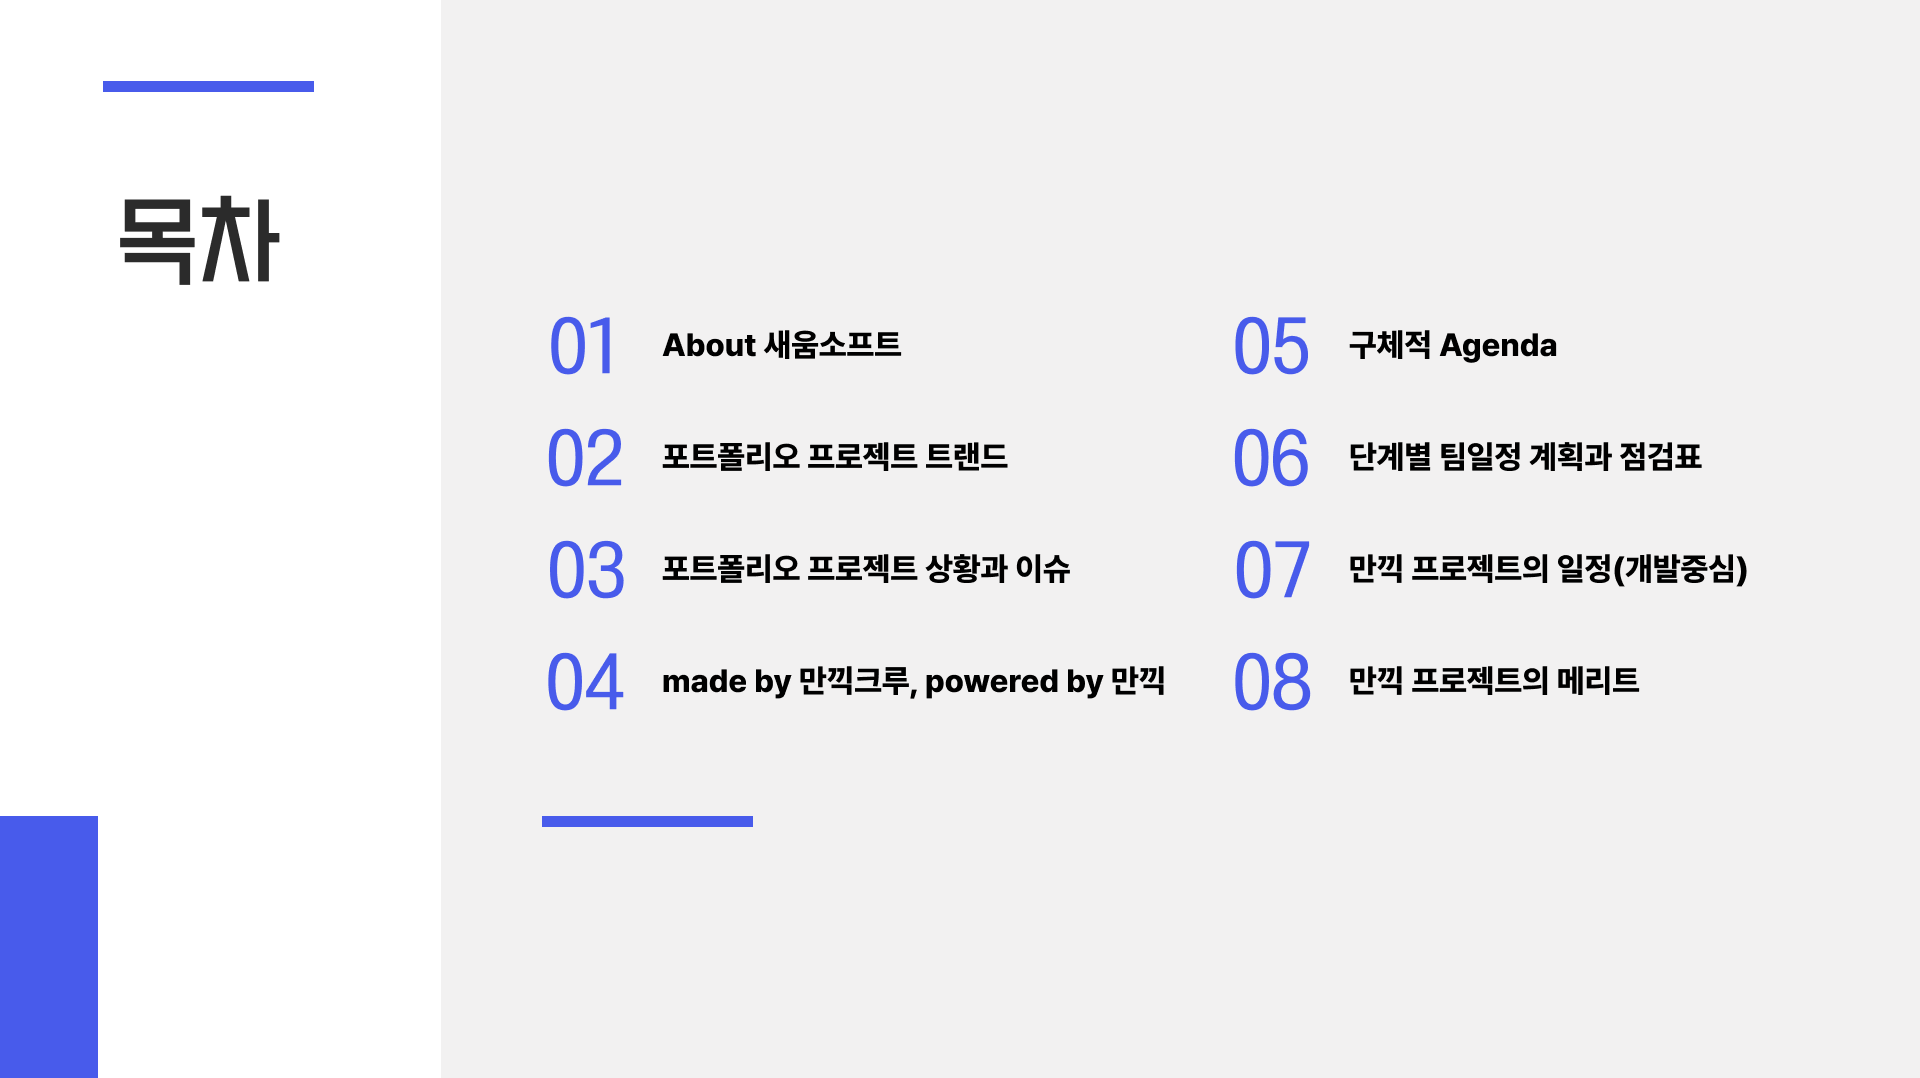 목차
01 About 새움소프트
02 포트폴리오 프로젝트 트랜드
03 포트폴리오 프로젝트 상황과 이슈
04 made by 만끽크루, powered by 만끽
05 구체적 Agenda
06 단계별 팀일정 계획과 점검표
07 만끽 프로젝트의 일정(개발중심)
08 만끽 프로젝트의 메리트